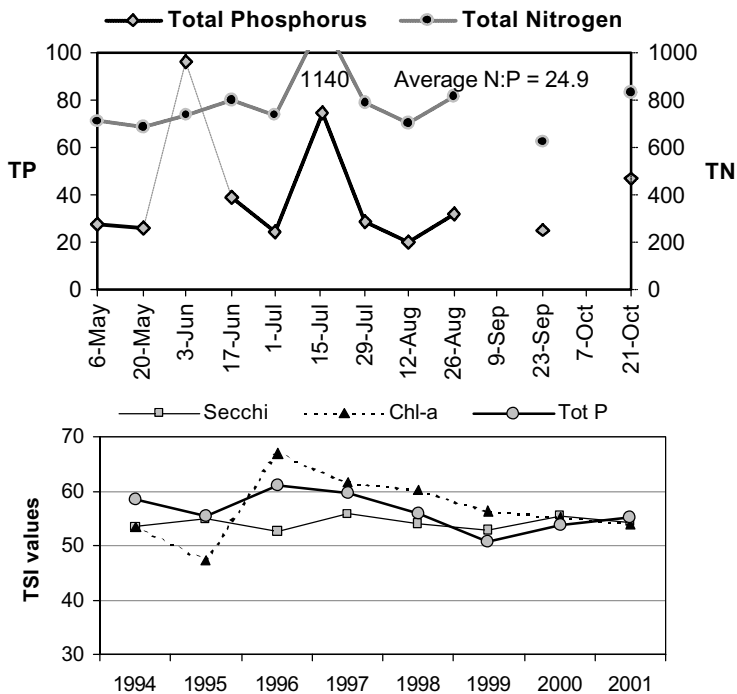 Total Phosphorus Total Nitrogen
100 1000
1140 Average N:P = 24.9
80 800
60 600
TP TN
40 400
20 200
0 0
6-May 20-May 3-Jun 17-Jun 1-Jul 15-Jul 29-Jul 12-Aug 26-Aug 9-Sep 23-Sep 7-Oct 21-Oct
Secchi Chl-a Tot P
70
60
50
40
30
TSI values
1994 1995 1996 1997 1998 1999 2000 2001